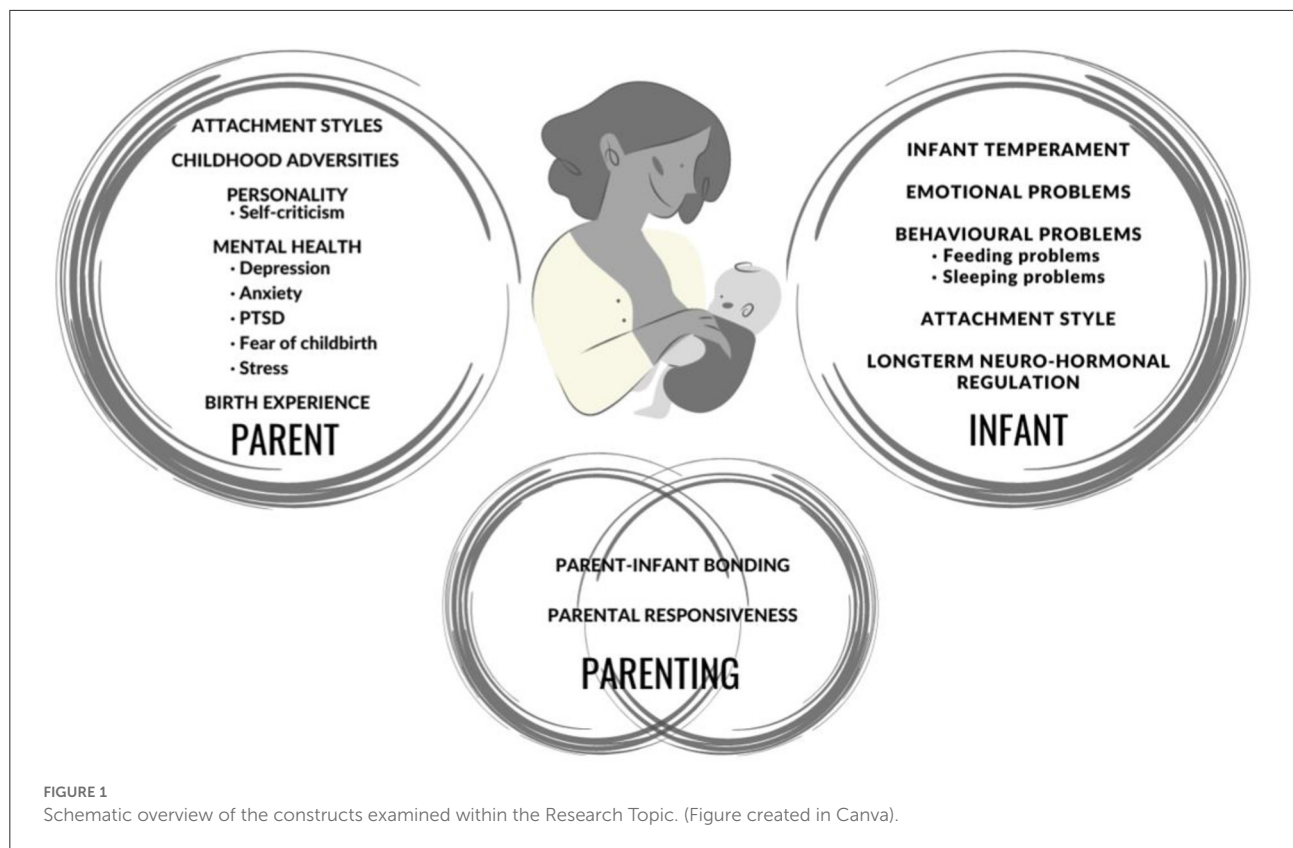 ATTACHMENT STYLES
CHILDHOOD ADVERSITIES
PERSONALITY
· Self-criticism
MENTAL HEALTH
· Depression
· Anxiety
· PTSD
· Fear of childbirth
· Stress
BIRTH EXPERIENCE
PARENT
INFANT TEMPERAMENT
EMOTIONAL PROBLEMS
BEHAVIOURAL PROBLEMS
· Feeding problems
· Sleeping problems
ATTACHMENT STYLE
LONGTERM NEURO-HORMONAL
REGULATION
INFANT
PARENT-INFANT BONDING
PARENTAL RESPONSIVENESS
PARENTING
FIGURE 1
Schematic overview of the constructs examined within the Research Topic. (Figure created in Canva).